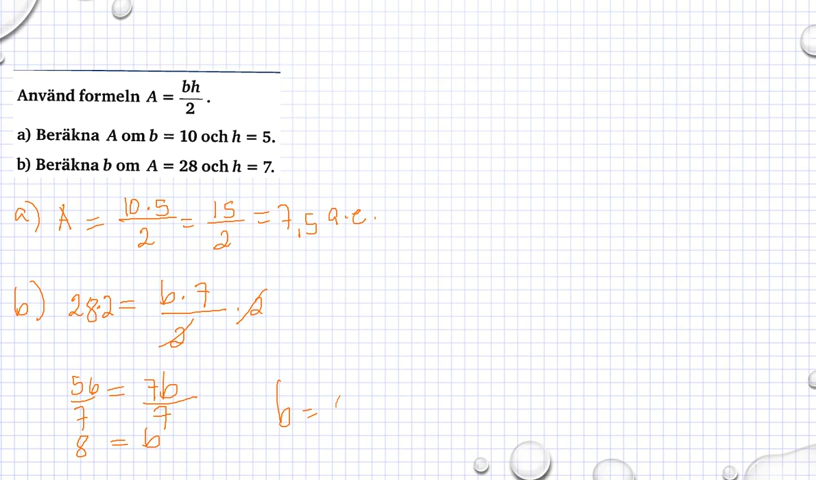 Använd formeln A = bh/2.
a) Beräkna A om b = 10 och h = 5.
b) Beräkna b om A = 28 och h = 7.
a) A = 10·5/2 = 15/2 = 7,5 a.e.
b) 28·2 = b·7/2 · 2
56/7 = 7b/7
8 = b
b =